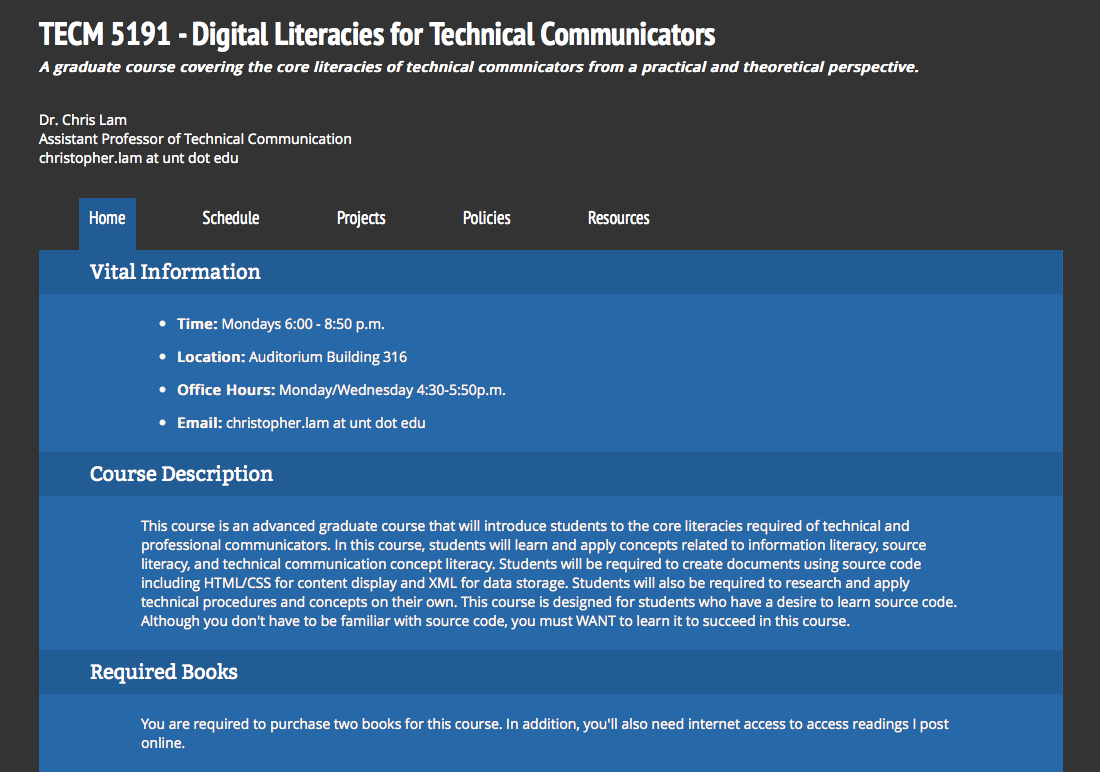 TECM 5191 - Digital Literacies for Technical Communicators
A graduate course covering the core literacies of technical commnicators from a practical and theoretical perspective.
Dr. Chris Lam
Assistant Professor of Technical Communication
christopher.lam at unt dot edu
Home Schedule Projects Policies Resources
Vital Information
• Time: Mondays 6:00 - 8:50 p.m.
• Location: Auditorium Building 316
• Office Hours: Monday/Wednesday 4:30-5:50p.m.
• Email: christopher.lam at unt dot edu
Course Description
This course is an advanced graduate course that will introduce students to the core literacies required of technical and
professional communicators. In this course, students will learn and apply concepts related to information literacy, source
literacy, and technical communication concept literacy. Students will be required to create documents using source code
including HTML/CSS for content display and XML for data storage. Students will also be required to research and apply
technical procedures and concepts on their own. This course is designed for students who have a desire to learn source code.
Although you don't have to be familiar with source code, you must WANT to learn it to succeed in this course.
Required Books
You are required to purchase two books for this course. In addition, you'll also need internet access to access readings I post
online.